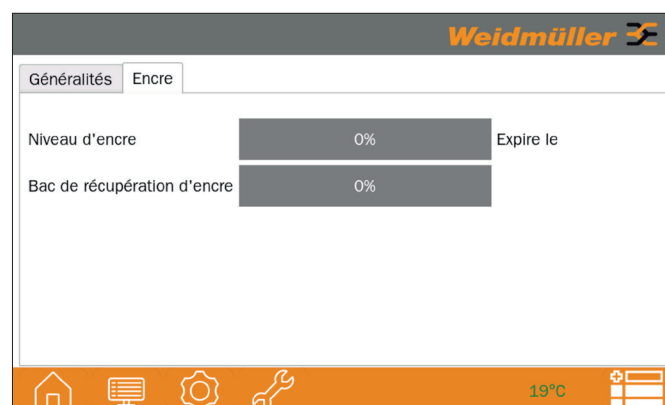 Weidmüller
Généralités Encre
Niveau d'encre 0% Expire le
Bac de récupération d'encre 0%
19°C